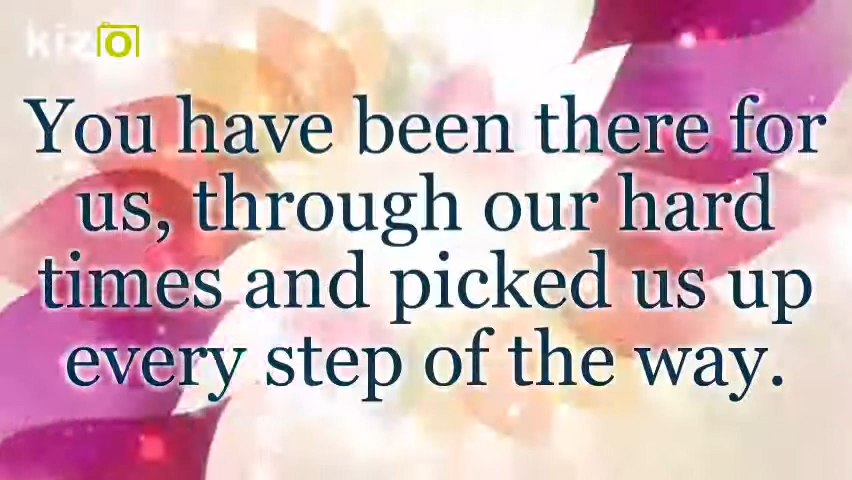 kizo
You have been there for
us, through our hard
times and picked us up
every step of the way.